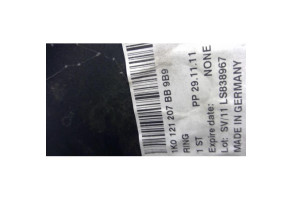 1K0 121 207 BB 9B9
RING
1 ST
PP 29.11.11
Expire date: NONE
Lot: SV/11 LS838967
MADE IN GERMANY